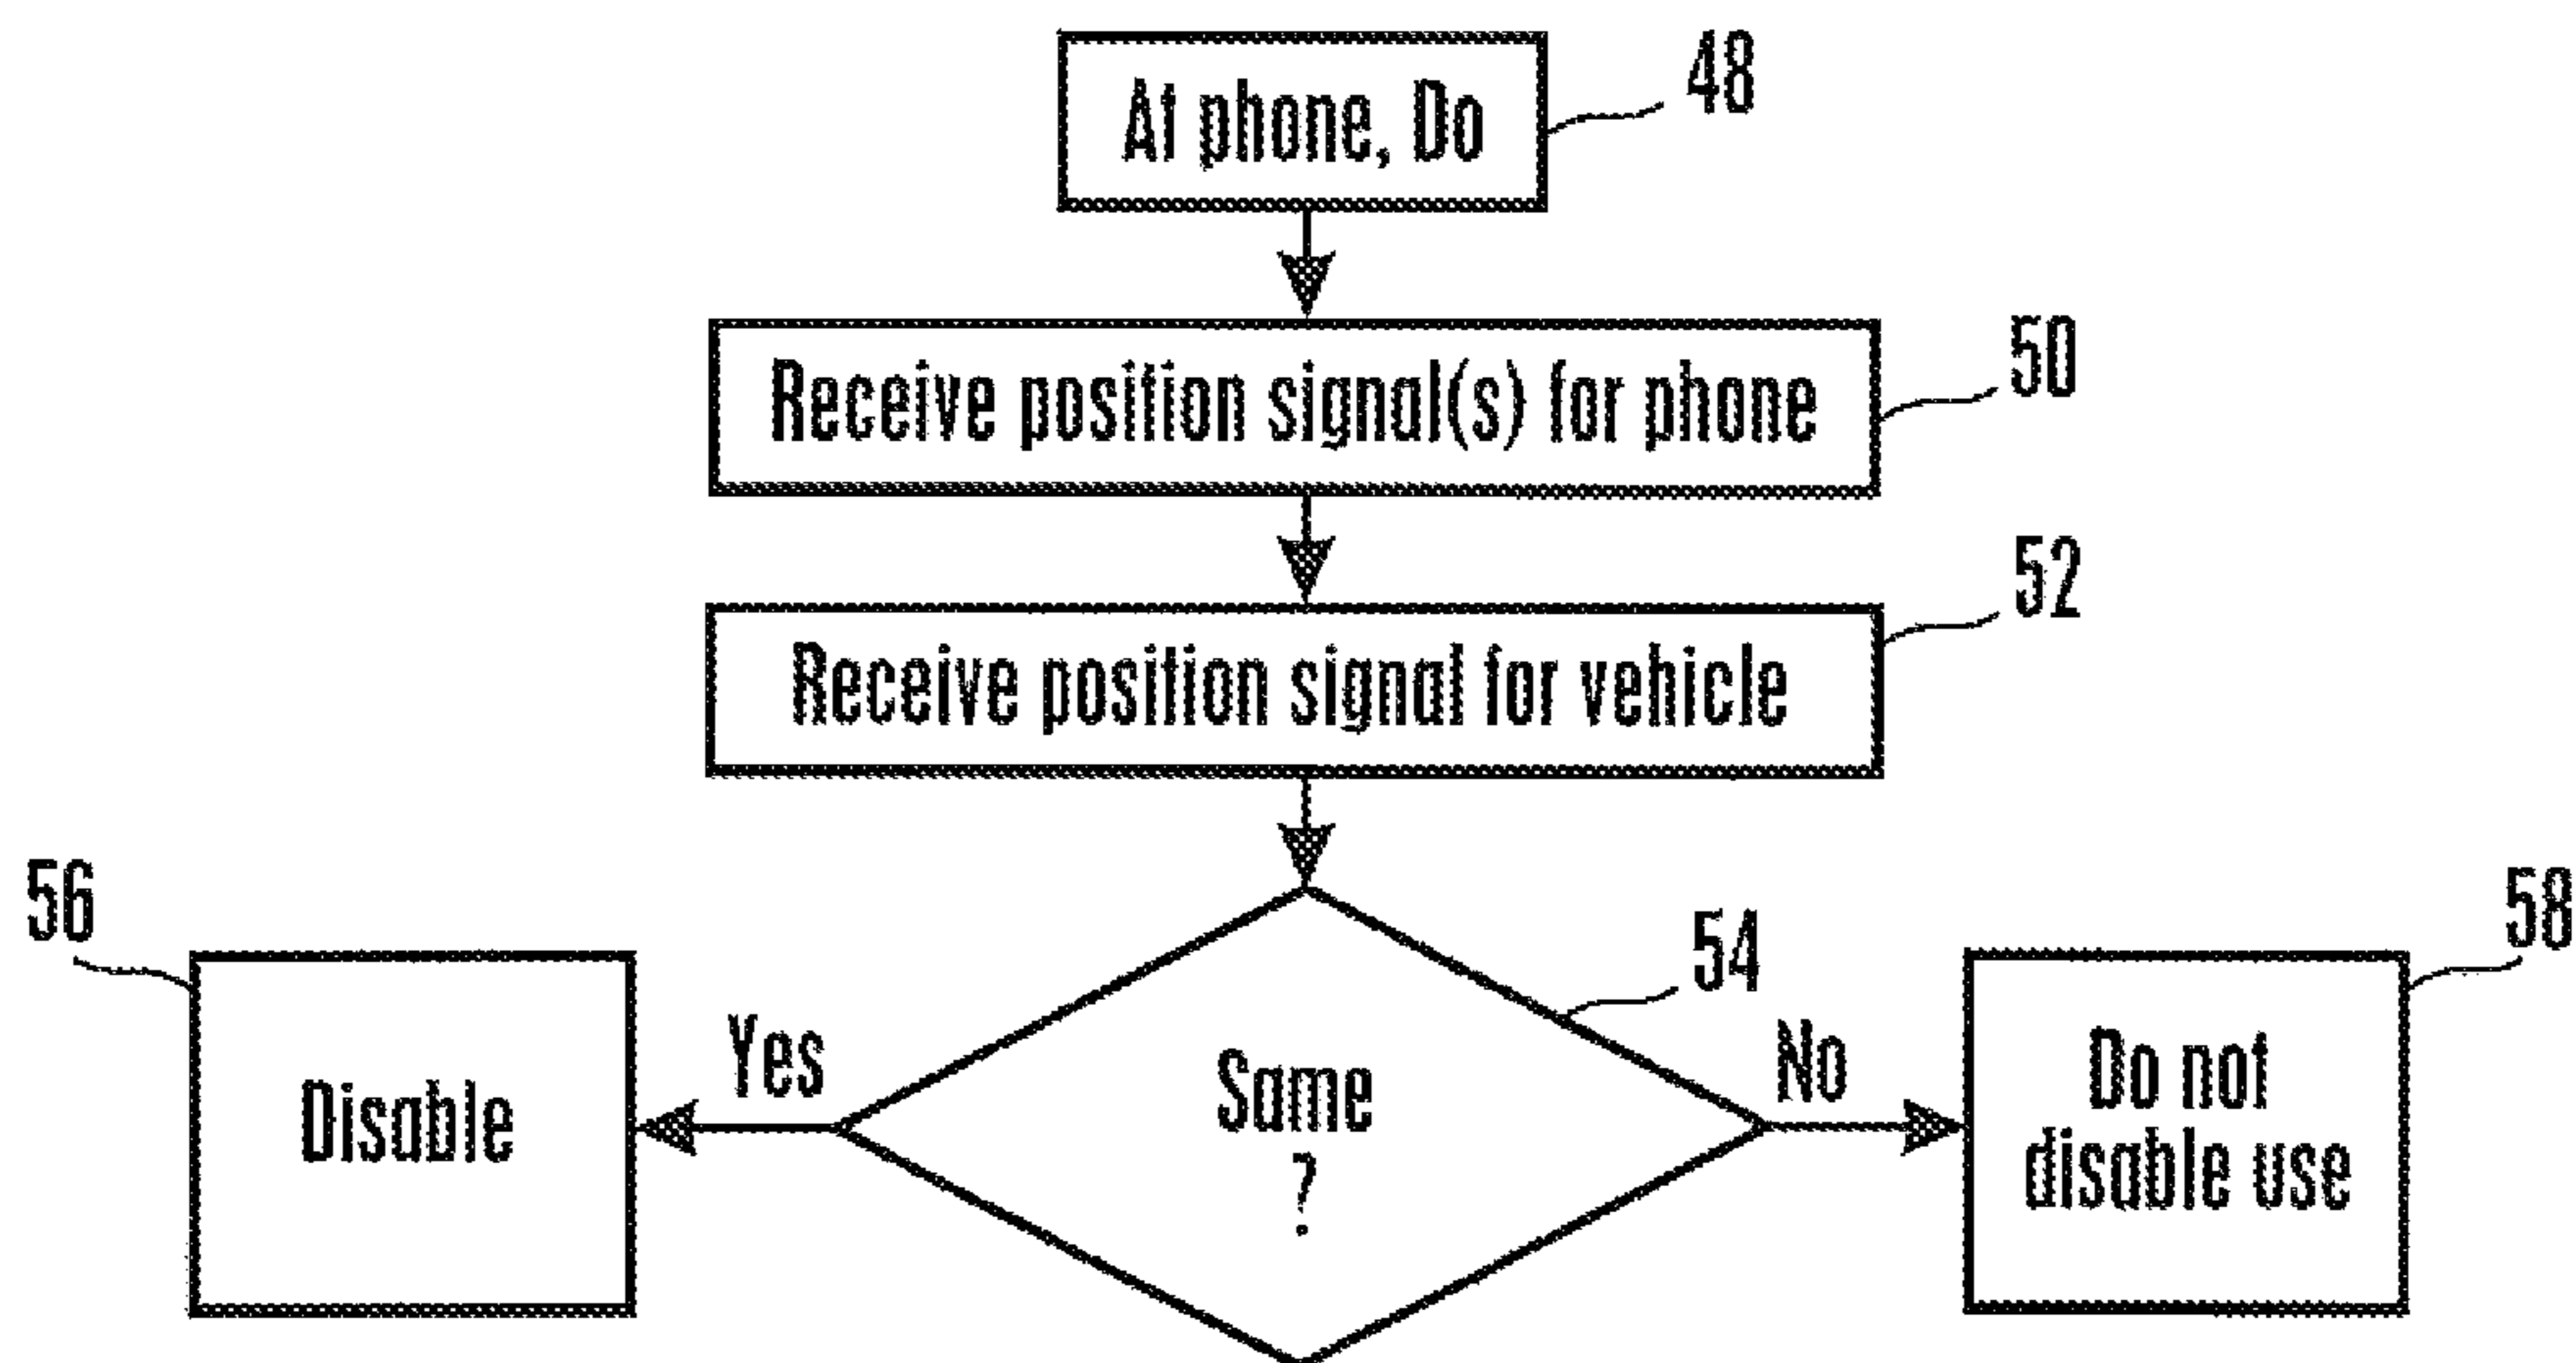 At phone, Do
48
Receive position signal(s) for phone
50
Receive position signal for vehicle
52
56
54
58
Yes
No
Disable
Same
?
Do not
disable use